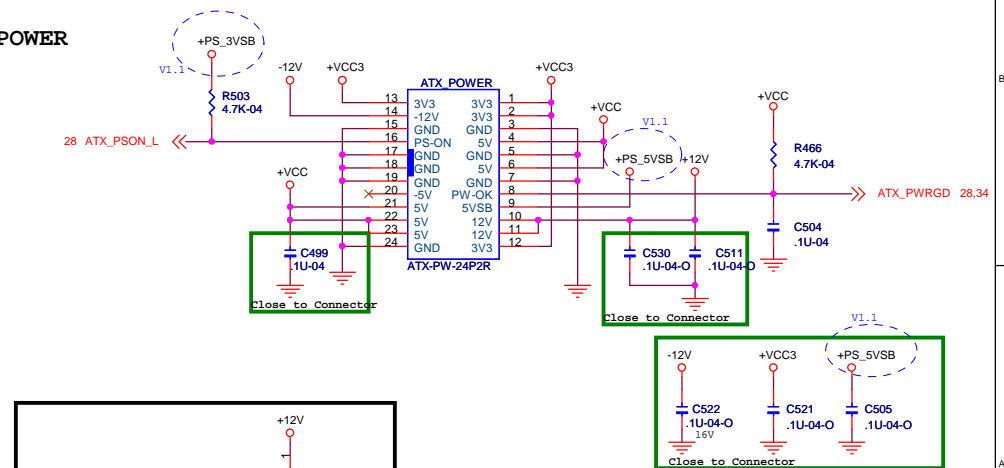 POWER
+PS_3VSB
V1.1
R503
4.7K-04
28 ATX_PSON_L
-12V
+VCC3
ATX_POWER
+VCC3
13 3V3 3V3 1
14 -12V 3V3 2
15 GND GND 3
16 PS-ON 5V 4
17 GND GND 5
18 GND 5V 6
19 GND GND 7
20 -5V PW-OK 8
21 5V 5VSB 9
22 5V 12V 10
23 5V 12V 11
24 GND 3V3 12
ATX-PW-24P2R
+VCC
V1.1
+PS_5VSB
+12V
+VCC
R466
4.7K-04
ATX_PWRGD 28,34
C504
.1U-04
+VCC
C499
.1U-04
Close to Connector
C530
.1U-04-O
C511
.1U-04-O
Close to Connector
V1.1
-12V
+VCC3
+PS_5VSB
C522
.1U-04-O
16V
C521
.1U-04-O
C505
.1U-04-O
Close to Connector
+12V
1
B
A